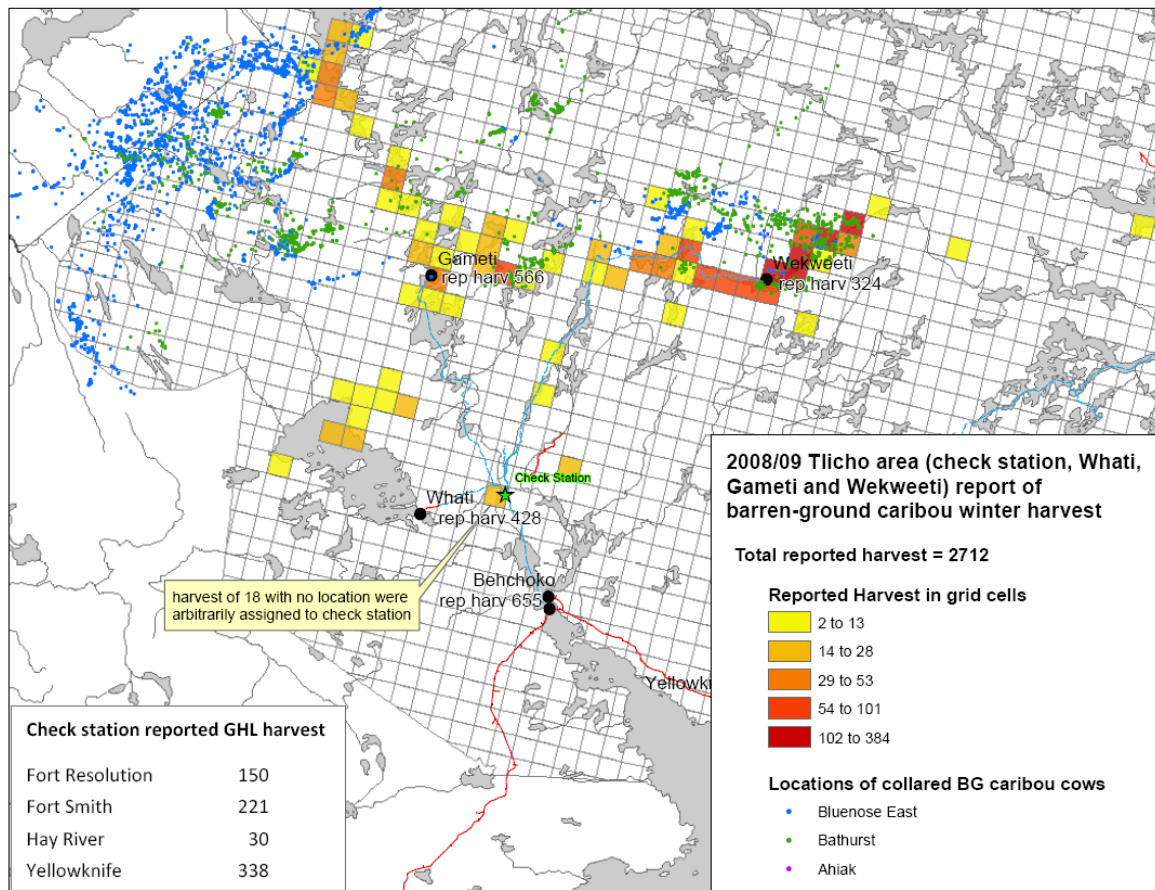 Gameti
rep harv 566
Wekweeti
rep harv 324
Check Station
Whati
rep harv 428
harvest of 18 with no location were
arbitrarily assigned to check station
Behchoko
rep harv 655
Yellowkn
2008/09 Tlicho area (check station, Whati,
Gameti and Wekweeti) report of
barren-ground caribou winter harvest
Total reported harvest = 2712
Reported Harvest in grid cells
2 to 13
14 to 28
29 to 53
54 to 101
102 to 384
Locations of collared BG caribou cows
Bluenose East
Bathurst
Ahiak
Check station reported GHL harvest
Fort Resolution 150
Fort Smith 221
Hay River 30
Yellowknife 338